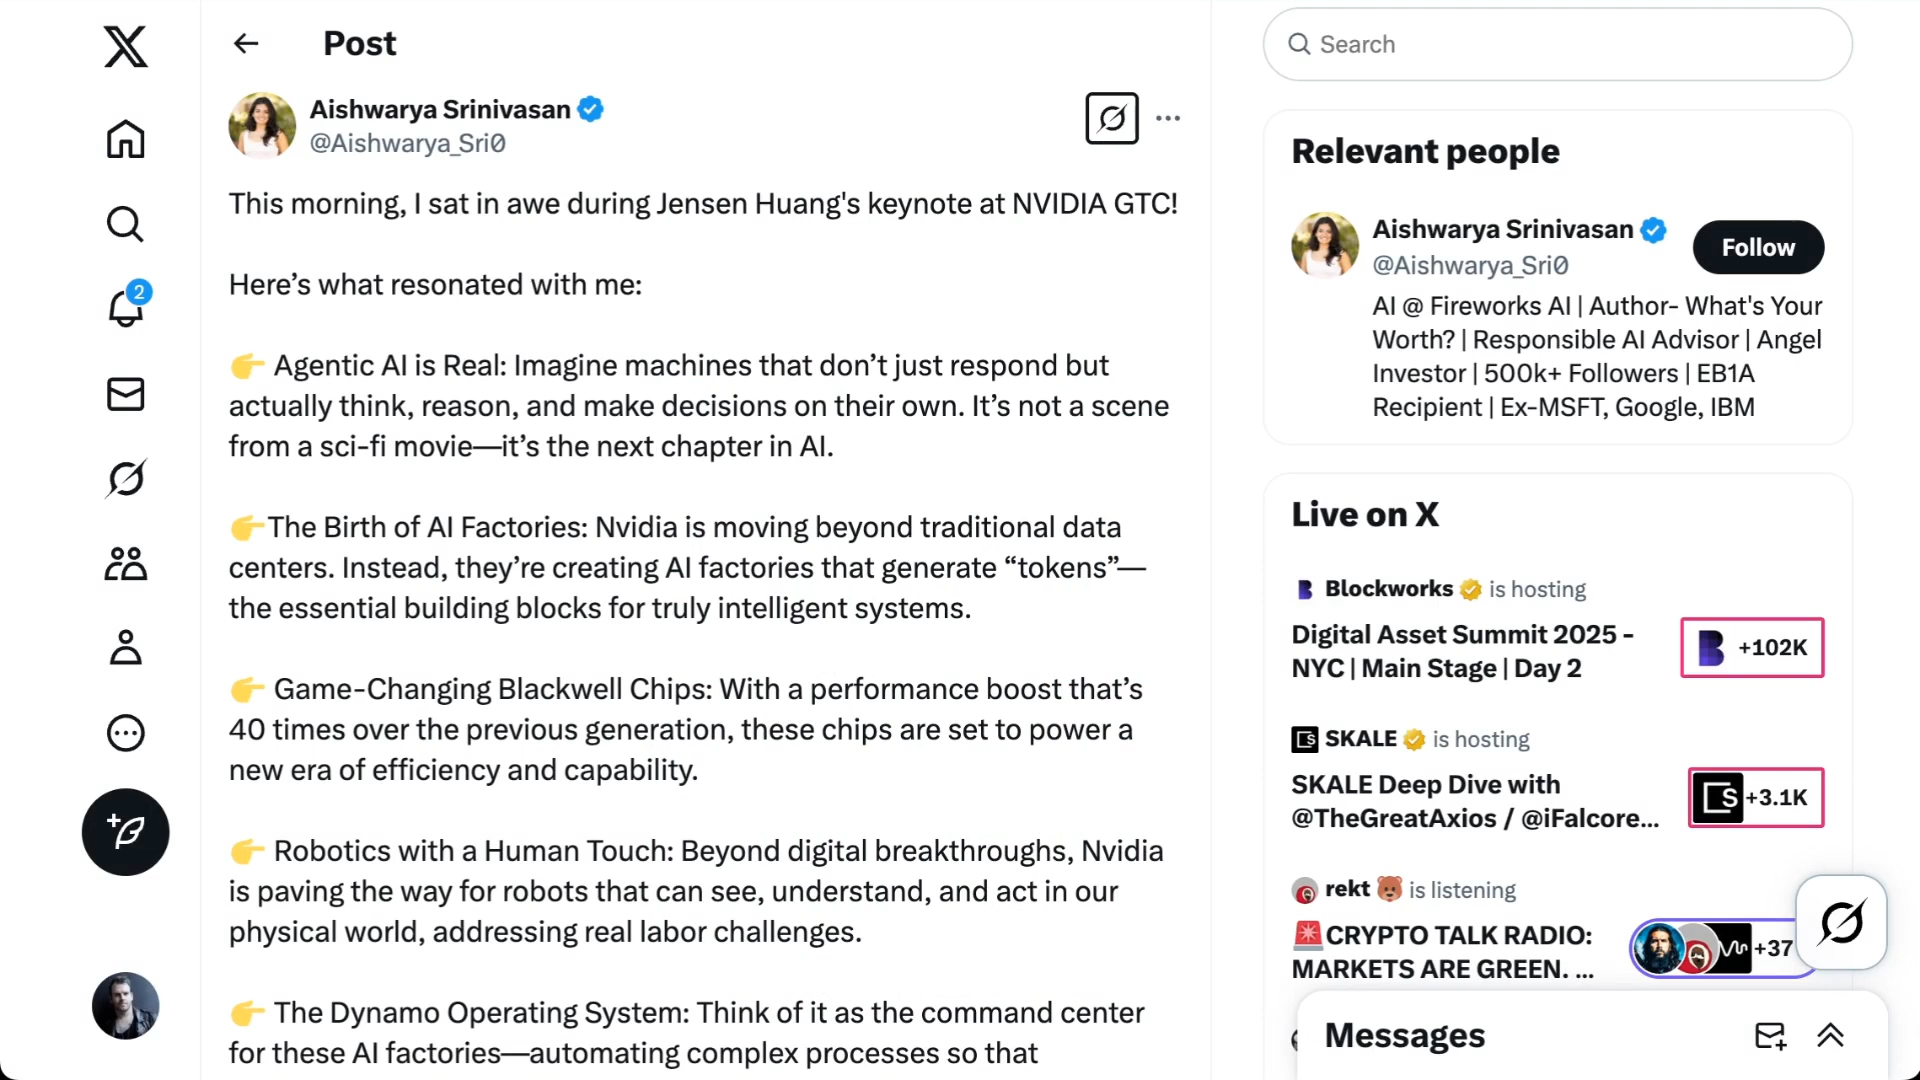 Post
Aishwarya Srinivasan
@Aishwarya_Sri0
This morning, I sat in awe during Jensen Huang's keynote at NVIDIA GTC!
Here’s what resonated with me:
👉 Agentic AI is Real: Imagine machines that don’t just respond but
actually think, reason, and make decisions on their own. It’s not a scene
from a sci-fi movie—it’s the next chapter in AI.
👉The Birth of AI Factories: Nvidia is moving beyond traditional data
centers. Instead, they’re creating AI factories that generate “tokens”—
the essential building blocks for truly intelligent systems.
👉 Game-Changing Blackwell Chips: With a performance boost that’s
40 times over the previous generation, these chips are set to power a
new era of efficiency and capability.
👉 Robotics with a Human Touch: Beyond digital breakthroughs, Nvidia
is paving the way for robots that can see, understand, and act in our
physical world, addressing real labor challenges.
👉 The Dynamo Operating System: Think of it as the command center
for these AI factories—automating complex processes so that
2
Search
Relevant people
Aishwarya Srinivasan
@Aishwarya_Sri0
Follow
AI @ Fireworks AI | Author- What's Your
Worth? | Responsible AI Advisor | Angel
Investor | 500k+ Followers | EB1A
Recipient | Ex-MSFT, Google, IBM
Live on X
Blockworks is hosting
Digital Asset Summit 2025 -
NYC | Main Stage | Day 2
+102K
SKALE is hosting
SKALE Deep Dive with
@TheGreatAxios / @iFalcore...
+3.1K
rekt 🐻 is listening
🚨CRYPTO TALK RADIO:
MARKETS ARE GREEN. ...
+37
Messages